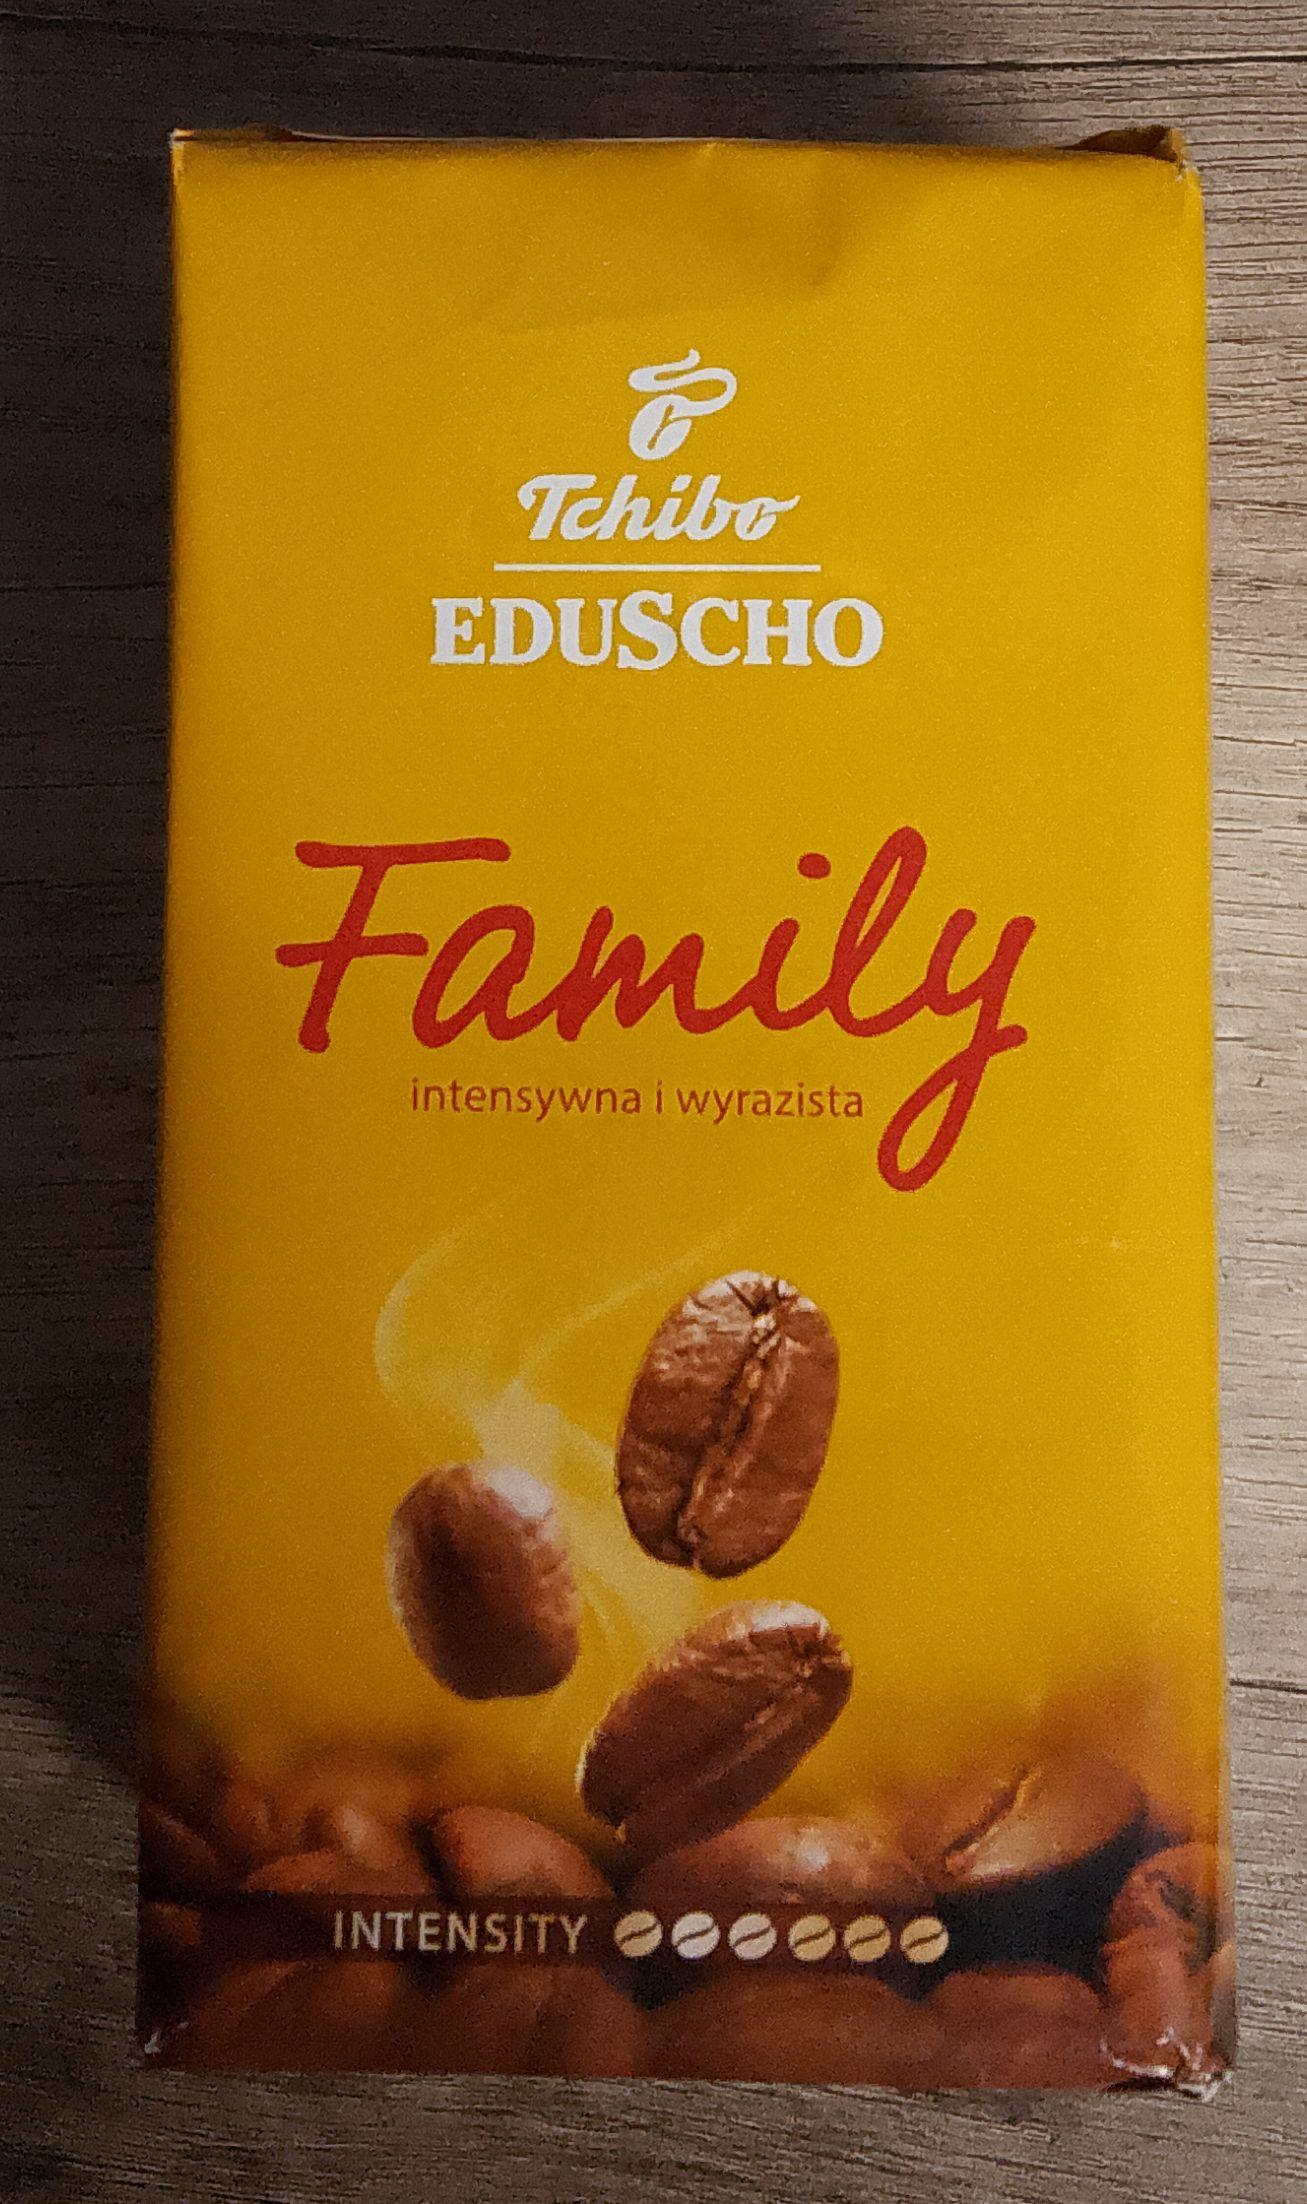 Tchibo
EDUSCHO
Family
intensywna i wyrazista
INTENSITY